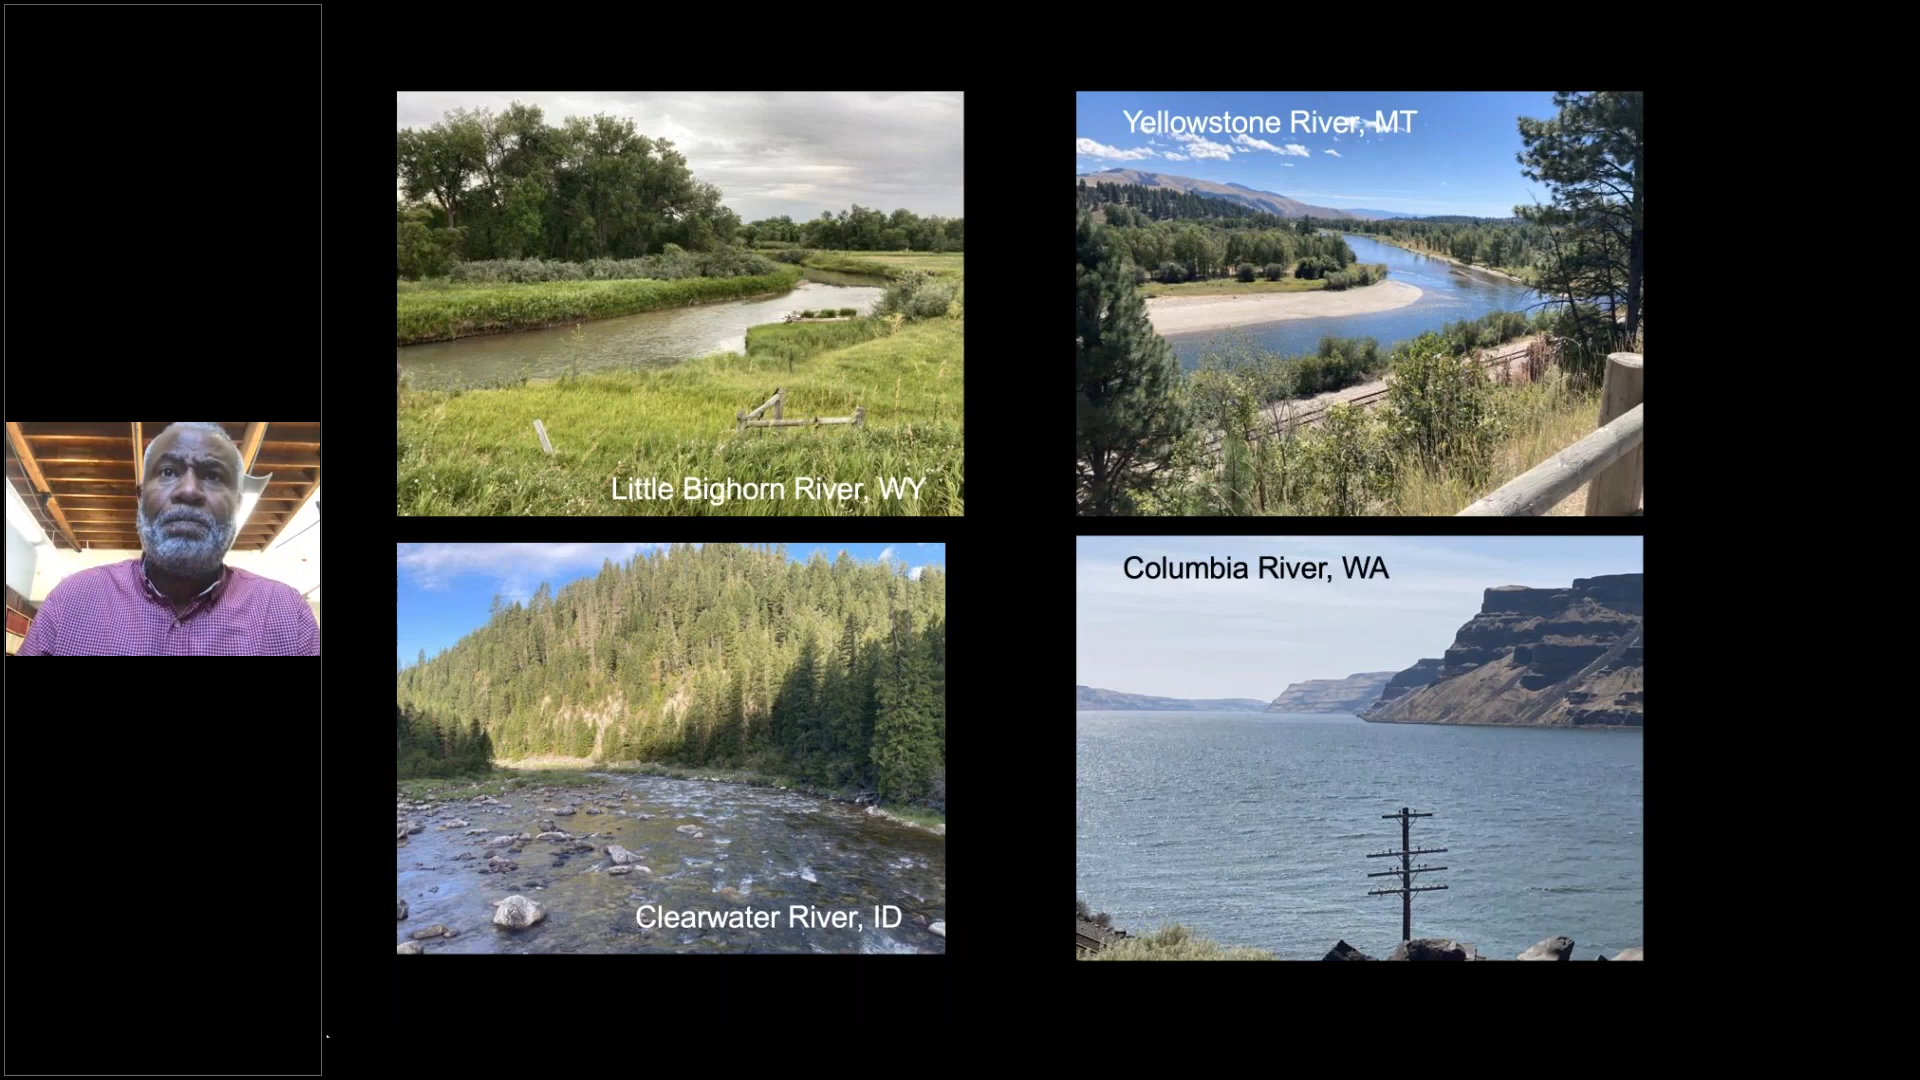 Little Bighorn River, WY
Yellowstone River, MT
Clearwater River, ID
Columbia River, WA